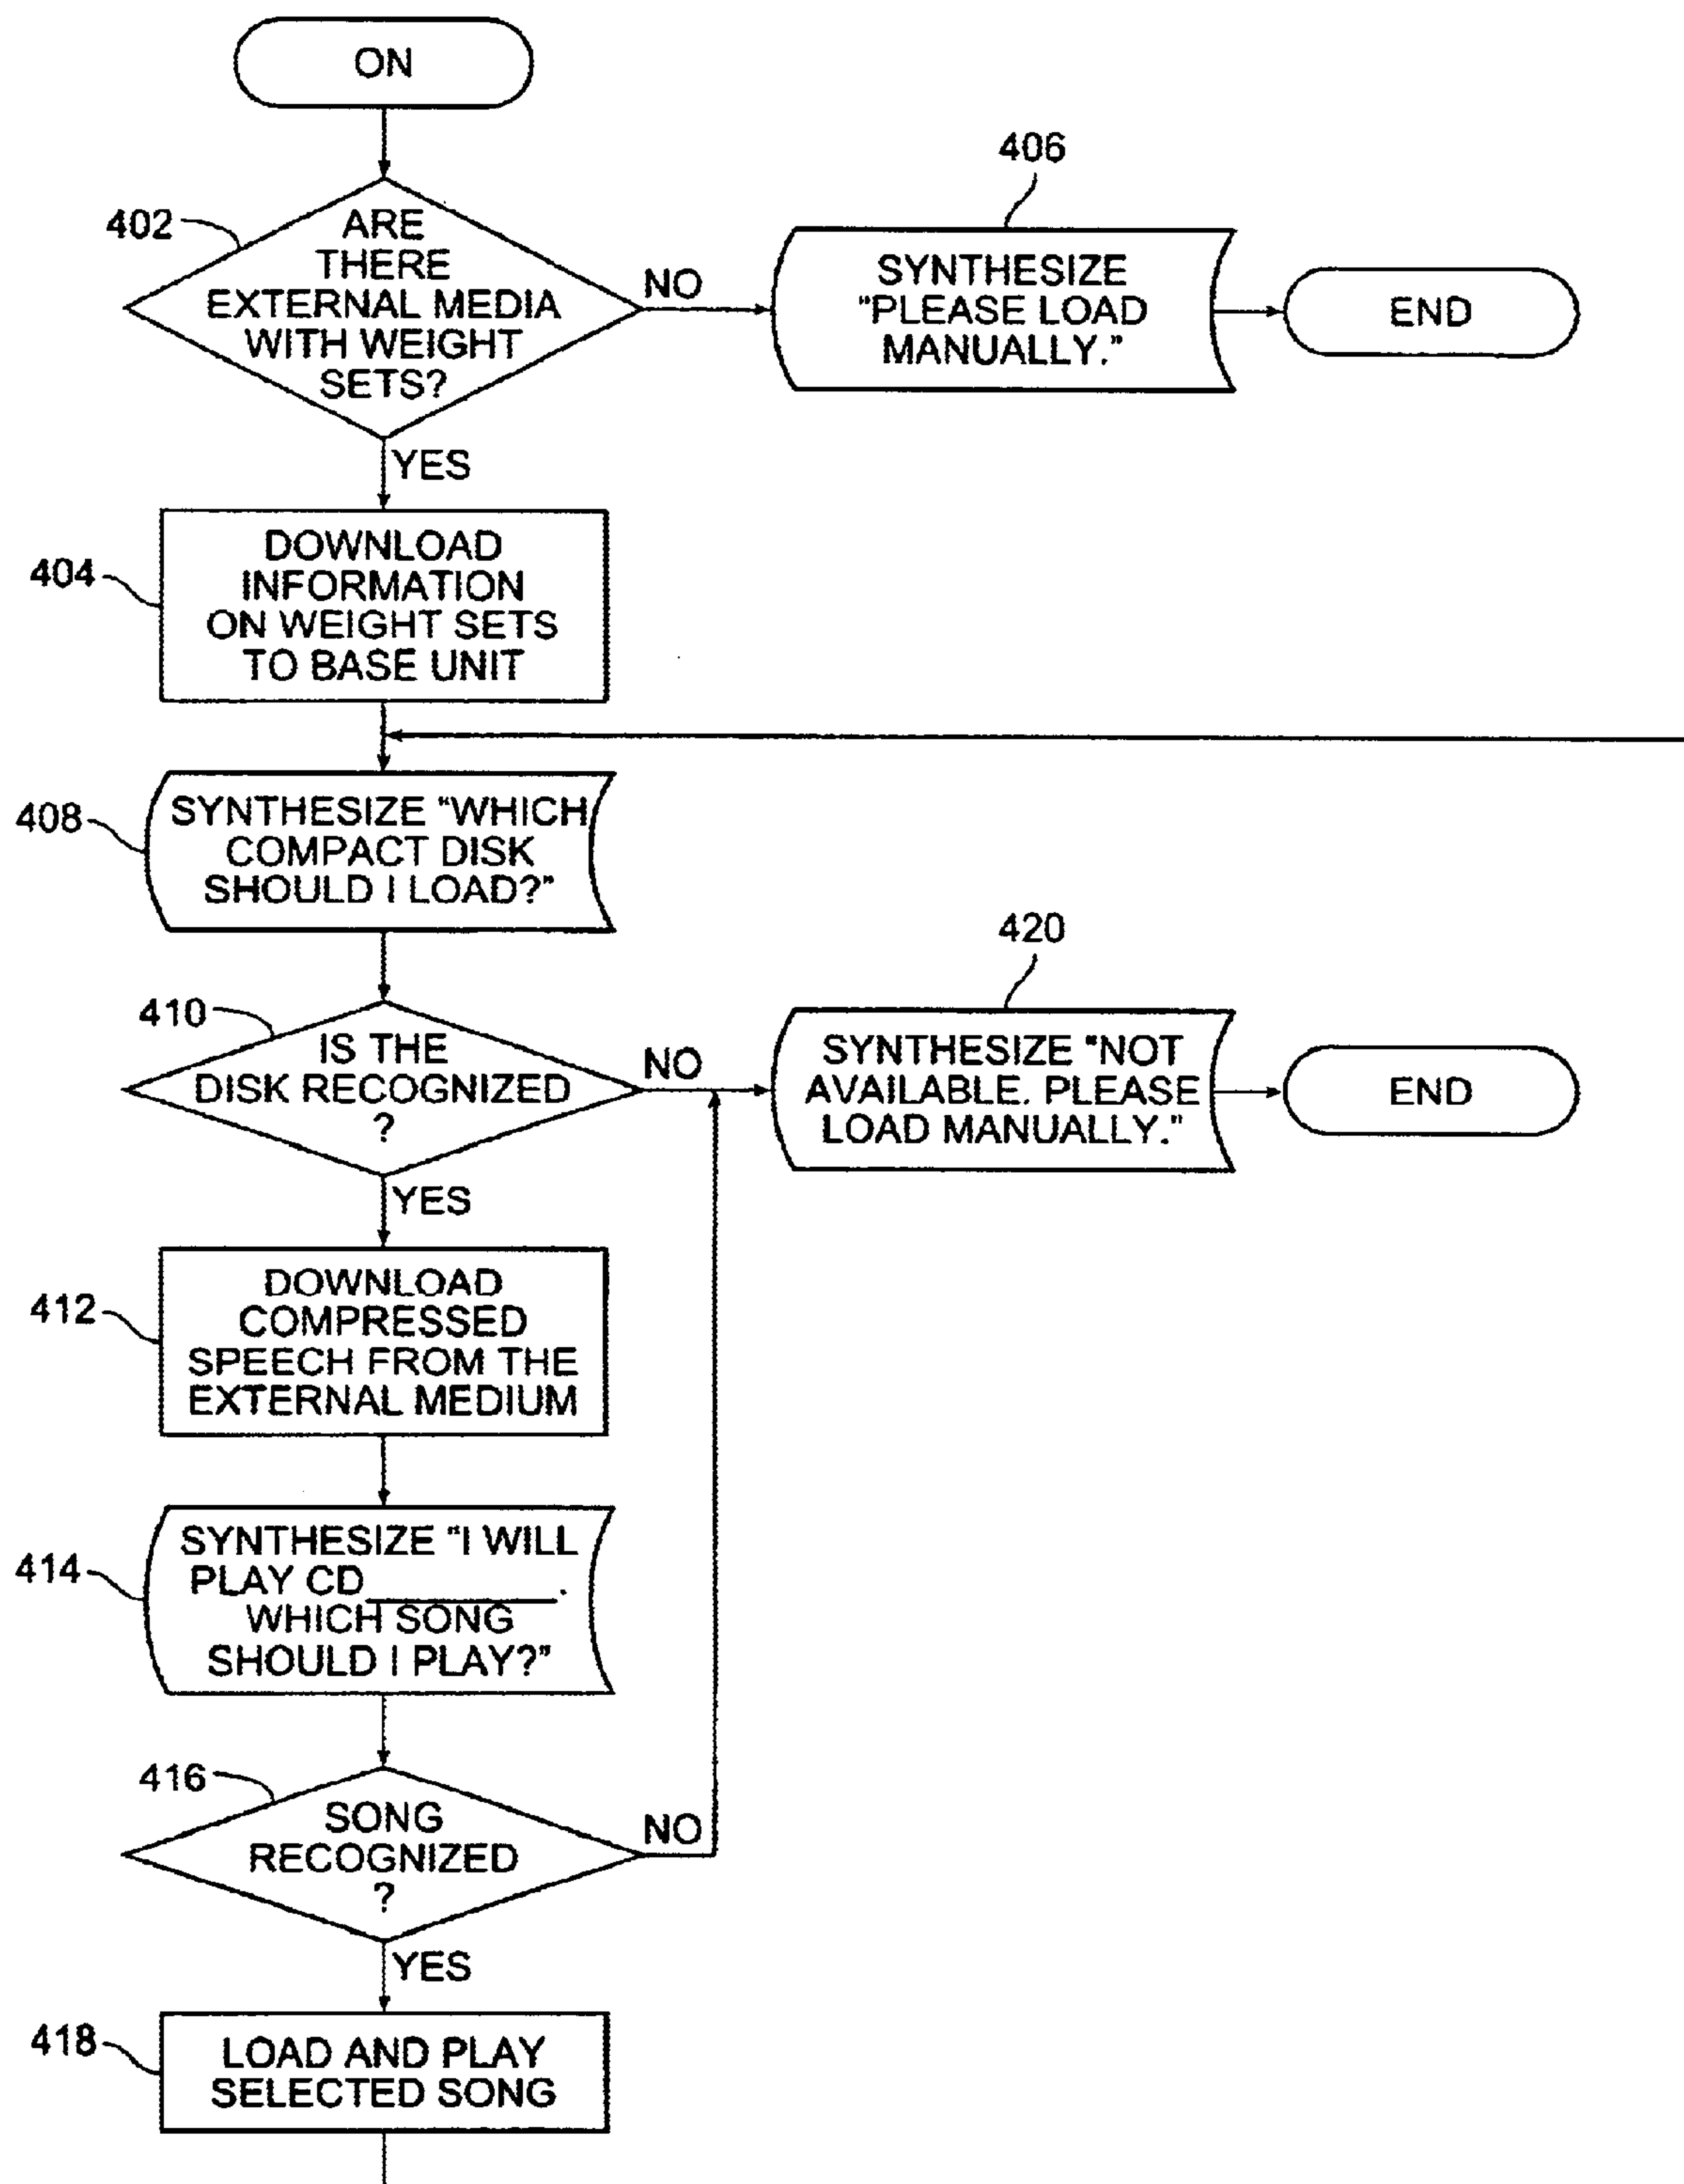 ON
402
ARE
THERE
EXTERNAL MEDIA
WITH WEIGHT
SETS?
NO
406
SYNTHESIZE
"PLEASE LOAD
MANUALLY."
END
YES
404
DOWNLOAD
INFORMATION
ON WEIGHT SETS
TO BASE UNIT
408
SYNTHESIZE "WHICH
COMPACT DISK
SHOULD I LOAD?"
410
IS THE
DISK RECOGNIZED
?
NO
420
SYNTHESIZE "NOT
AVAILABLE. PLEASE
LOAD MANUALLY."
END
YES
412
DOWNLOAD
COMPRESSED
SPEECH FROM THE
EXTERNAL MEDIUM
414
SYNTHESIZE "I WILL
PLAY CD_________.
WHICH SONG
SHOULD I PLAY?"
416
SONG
RECOGNIZED
?
NO
YES
418
LOAD AND PLAY
SELECTED SONG